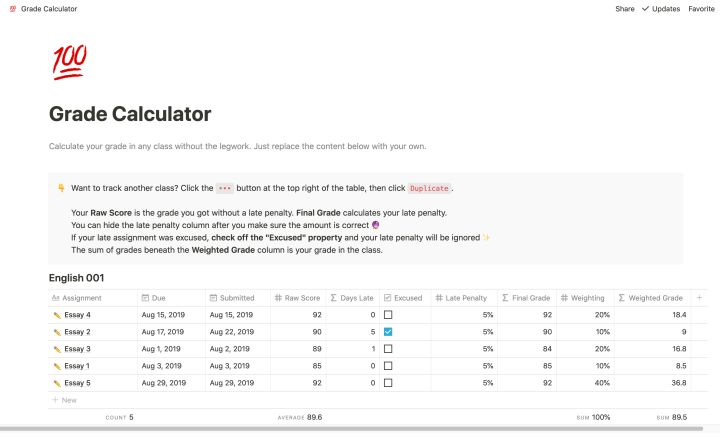 Grade Calculator
Share Updates Favorite
Grade Calculator
Calculate your grade in any class without the legwork. Just replace the content below with your own.
Want to track another class? Click the ••• button at the top right of the table, then click Duplicate.
Your Raw Score is the grade you got without a late penalty. Final Grade calculates your late penalty.
You can hide the late penalty column after you make sure the amount is correct 🔮
If your late assignment was excused, check off the "Excused" property and your late penalty will be ignored ✨
The sum of grades beneath the Weighted Grade column is your grade in the class.
English 001
Assignment Due Submitted # Raw Score Σ Days Late Excused # Late Penalty Σ Final Grade # Weighting Σ Weighted Grade +
Essay 4 Aug 15, 2019 Aug 15, 2019 92 0 5% 92 20% 18.4
Essay 2 Aug 17, 2019 Aug 22, 2019 90 5 5% 90 10% 9
Essay 3 Aug 1, 2019 Aug 2, 2019 89 1 5% 84 20% 16.8
Essay 1 Aug 3, 2019 Aug 3, 2019 85 0 5% 85 10% 8.5
Essay 5 Aug 29, 2019 Aug 29, 2019 92 0 5% 92 40% 36.8
+ New
COUNT 5 AVERAGE 89.6 SUM 100% SUM 89.5